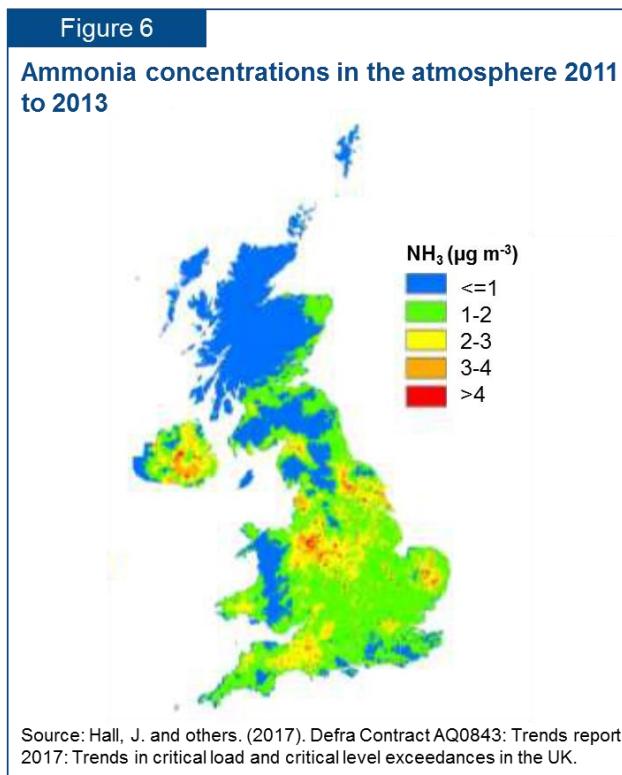 Figure 6
Ammonia concentrations in the atmosphere 2011
to 2013
NH₃ (µg m⁻³)
<=1
1-2
2-3
3-4
>4
Source: Hall, J. and others. (2017). Defra Contract AQ0843: Trends report
2017: Trends in critical load and critical level exceedances in the UK.